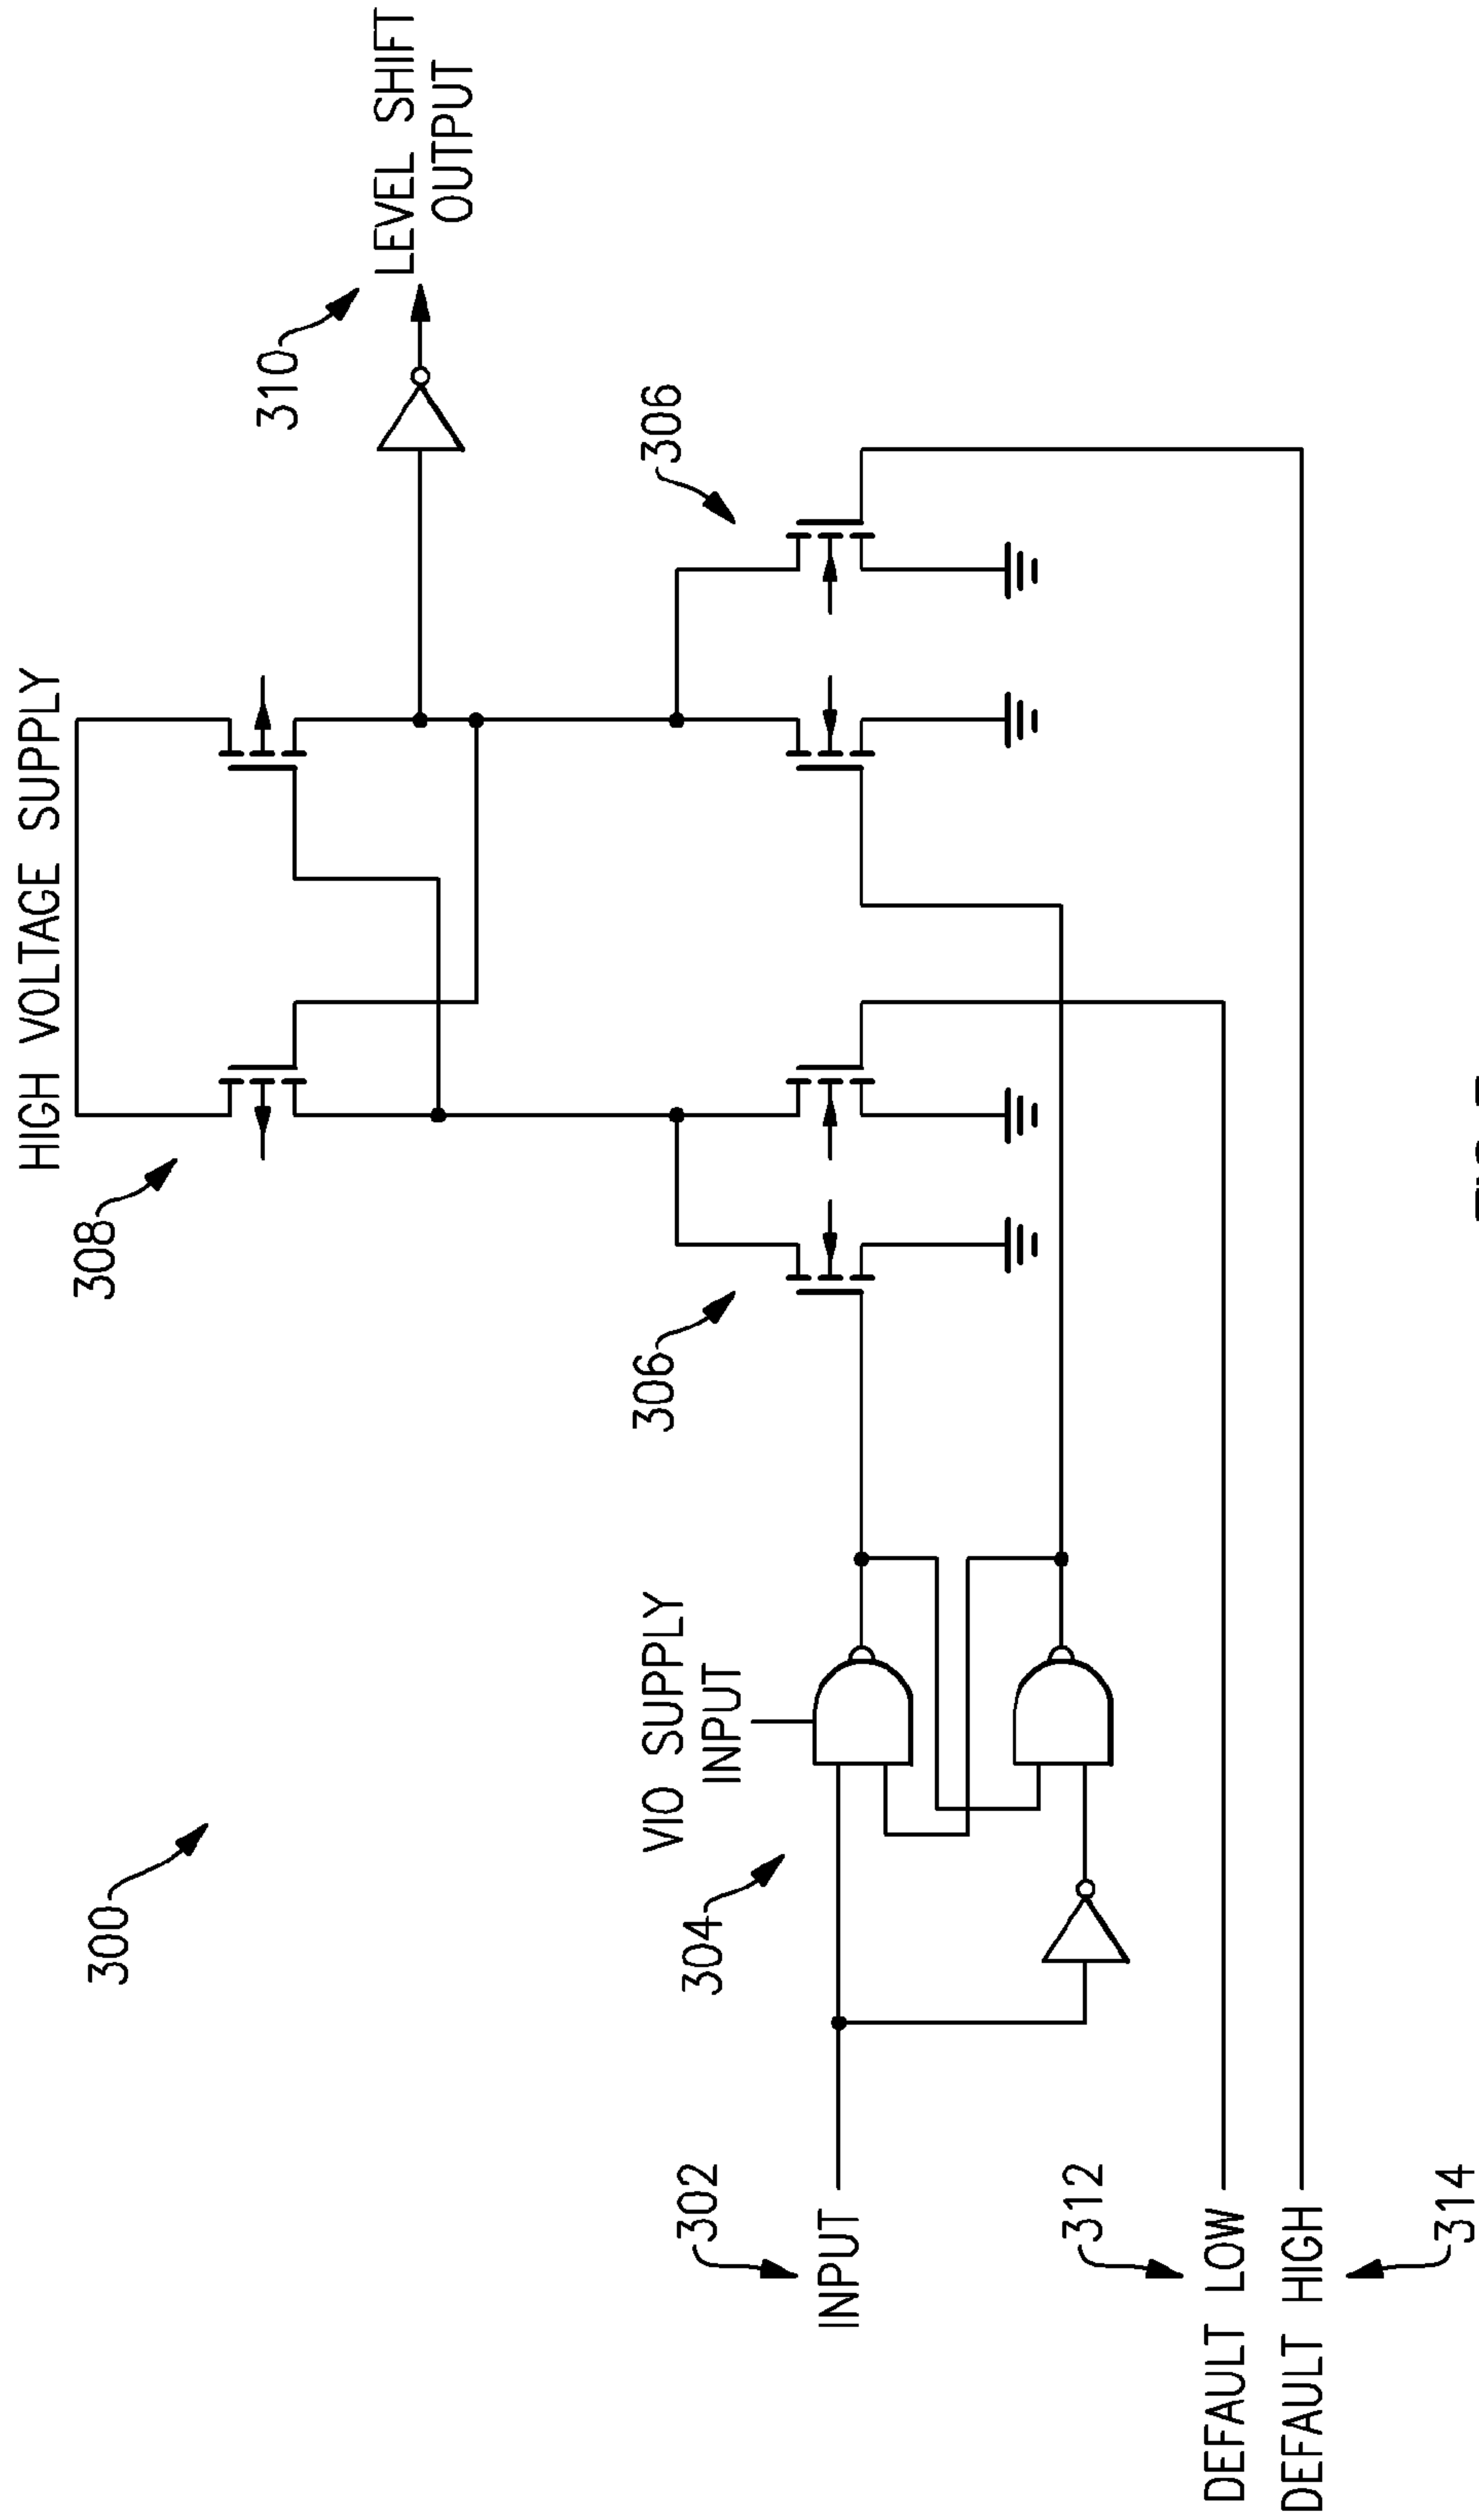 HIGH VOLTAGE SUPPLY
308
310
LEVEL SHIFT
OUTPUT
300
306
306
VIO SUPPLY
INPUT
304
302
INPUT
312
DEFAULT LOW
DEFAULT HIGH
314